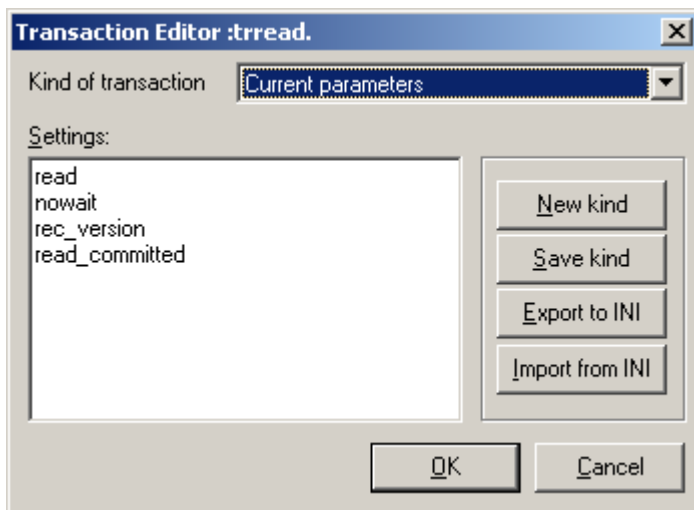 Transaction Editor :trread.
Kind of transaction Current parameters
Settings:
read
nowait
rec_version
read_committed
New kind
Save kind
Export to INI
Import from INI
OK Cancel